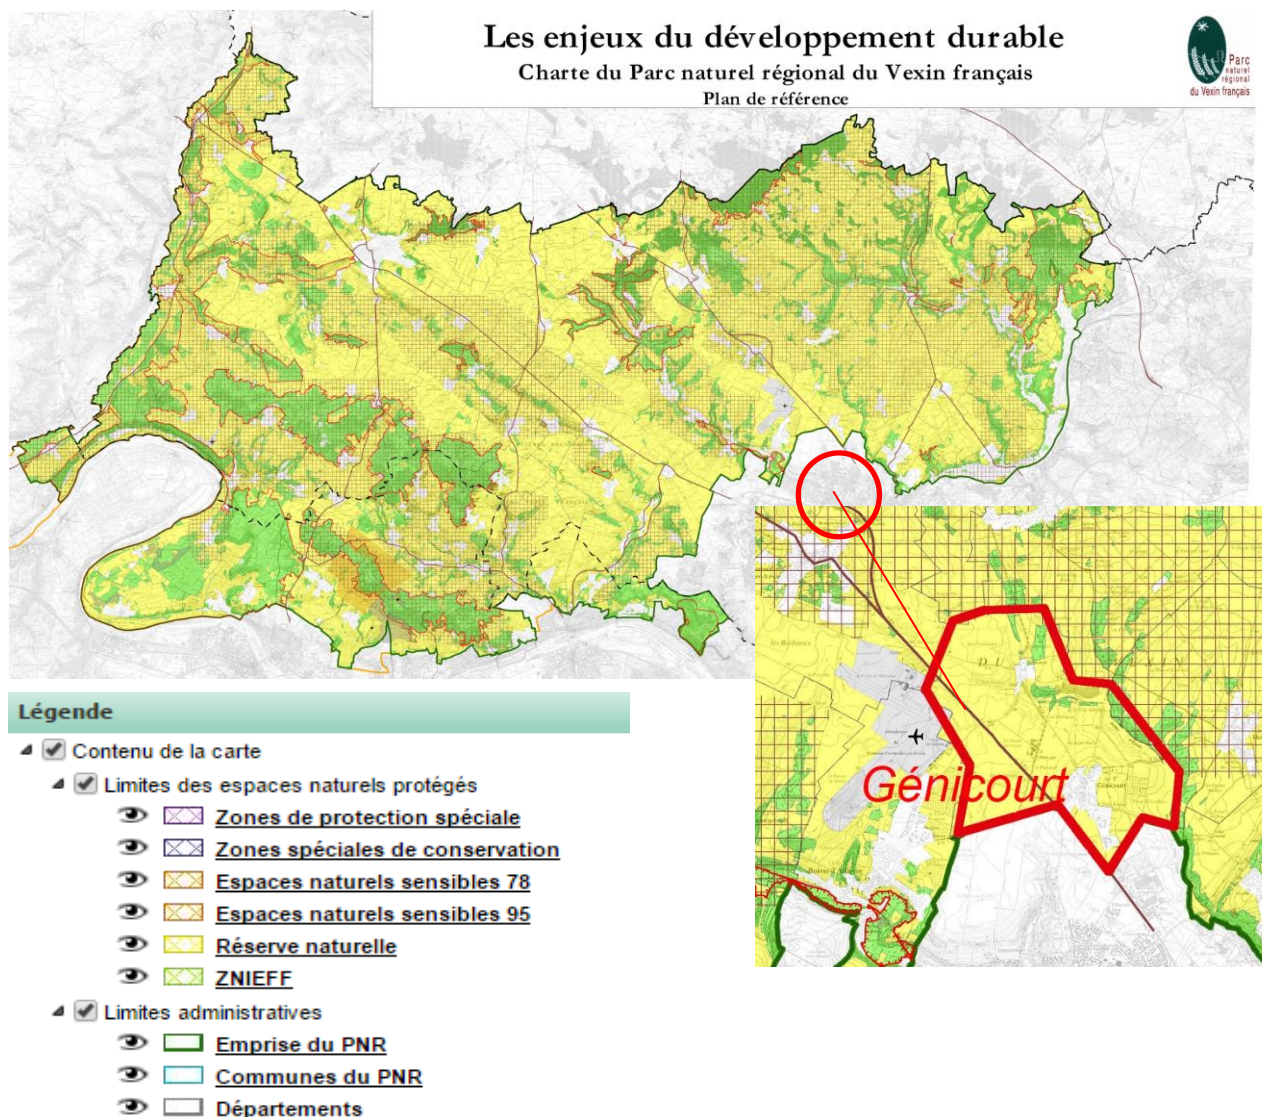 Les enjeux du développement durable
Charte du Parc naturel régional du Vexin français
Plan de référence
Parc
naturel
régional
du Vexin français
DU VEXIN
Génicourt
Légende
Contenu de la carte
Limites des espaces naturels protégés
Zones de protection spéciale
Zones spéciales de conservation
Espaces naturels sensibles 78
Espaces naturels sensibles 95
Réserve naturelle
ZNIEFF
Limites administratives
Emprise du PNR
Communes du PNR
Départements